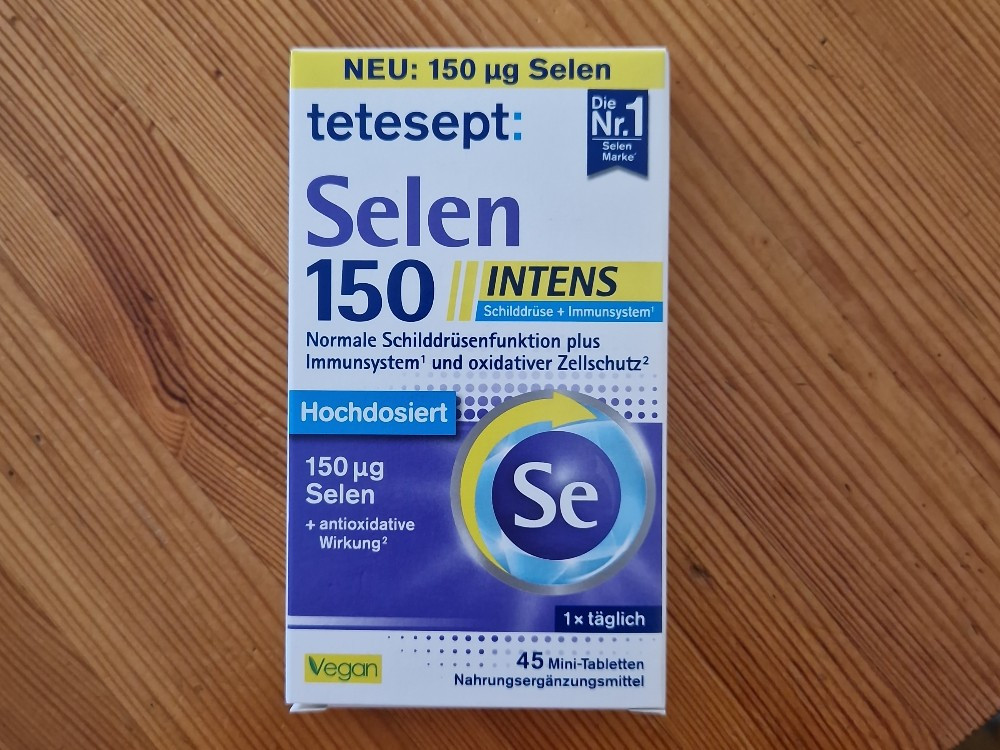 NEU: 150 µg Selen
tetesept:
Die
Nr.1
Selen
Marke*
Selen
150 INTENS
Schilddrüse + Immunsystem¹
Normale Schilddrüsenfunktion plus
Immunsystem¹ und oxidativer Zellschutz²
Hochdosiert
150 µg
Selen
+ antioxidative
Wirkung²
Se
1× täglich
Vegan
45 Mini-Tabletten
Nahrungsergänzungsmittel